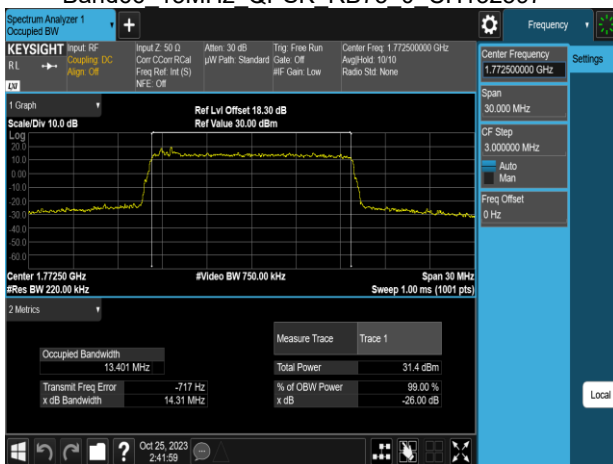 Spectrum Analyzer 1
Occupied BW
Frequency
KEYSIGHT
RL
LXI
Input: RF
Coupling: DC
Align: Off
Input Z: 50 Ω
Corr CCorr RCal
Freq Ref: Int (S)
NFE: Off
Atten: 30 dB
µW Path: Standard
Trig: Free Run
Gate: Off
#IF Gain: Low
Center Freq: 1.772500000 GHz
Avg|Hold: 10/10
Radio Std: None
Center Frequency
1.772500000 GHz
Settings
Span
30.000 MHz
CF Step
3.000000 MHz
Auto
Man
Freq Offset
0 Hz
1 Graph
Ref Lvl Offset 18.30 dB
Scale/Div 10.0 dB
Ref Value 30.00 dBm
Log
20.0
10.0
0.00
-10.0
-20.0
-30.0
-40.0
-50.0
-60.0
Center 1.77250 GHz
#Video BW 750.00 kHz
Span 30 MHz
#Res BW 220.00 kHz
Sweep 1.00 ms (1001 pts)
2 Metrics
Measure Trace
Trace 1
Occupied Bandwidth
13.401 MHz
Total Power
31.4 dBm
Transmit Freq Error
-717 Hz
% of OBW Power
99.00 %
x dB Bandwidth
14.31 MHz
x dB
-26.00 dB
Local
?
Oct 25, 2023
2:41:59